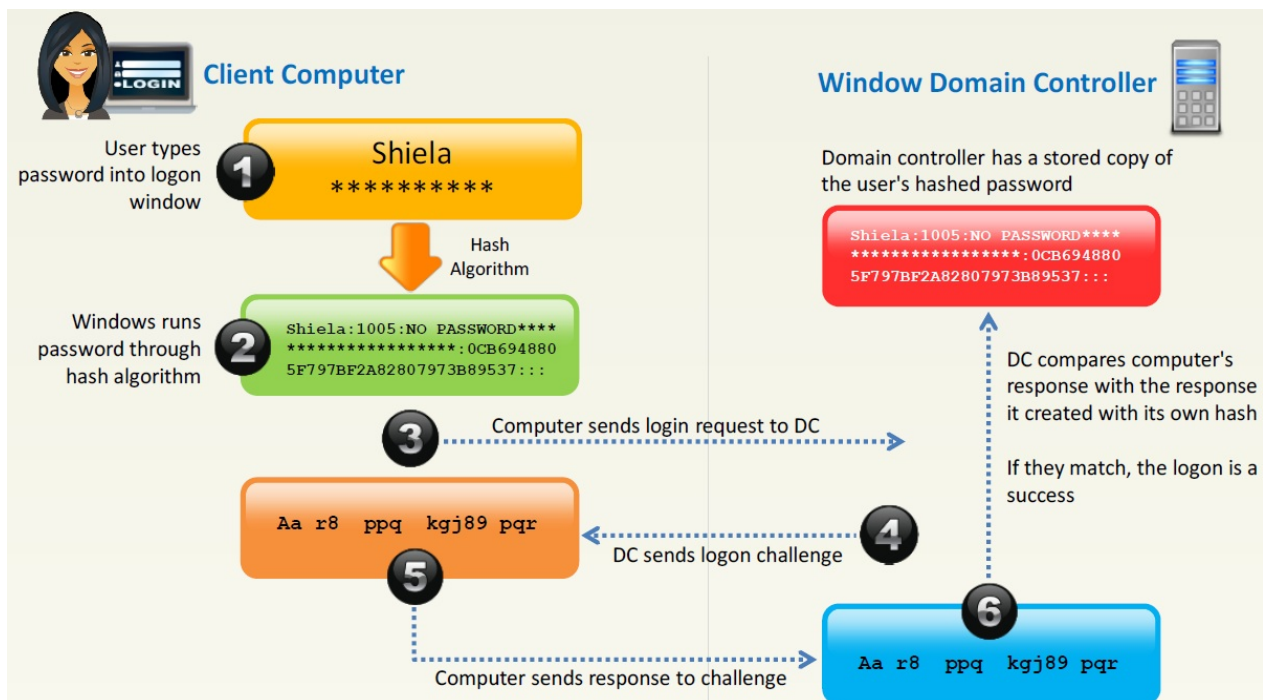 LOGIN
Client Computer
Window Domain Controller
User types
password into logon
window
1
Shiela
**********
Hash
Algorithm
Windows runs
password through
hash algorithm
2
Shiela:1005:NO PASSWORD****
*****************:0CB694880
5F797BF2A82807973B89537:::
Domain controller has a stored copy of
the user's hashed password
Shiela:1005:NO PASSWORD****
*****************:0CB694880
5F797BF2A82807973B89537:::
3
Computer sends login request to DC
Aa r8 ppq kgj89 pqr
4
DC sends logon challenge
5
Computer sends response to challenge
DC compares computer's
response with the response
it created with its own hash
If they match, the logon is a
success
6
Aa r8 ppq kgj89 pqr